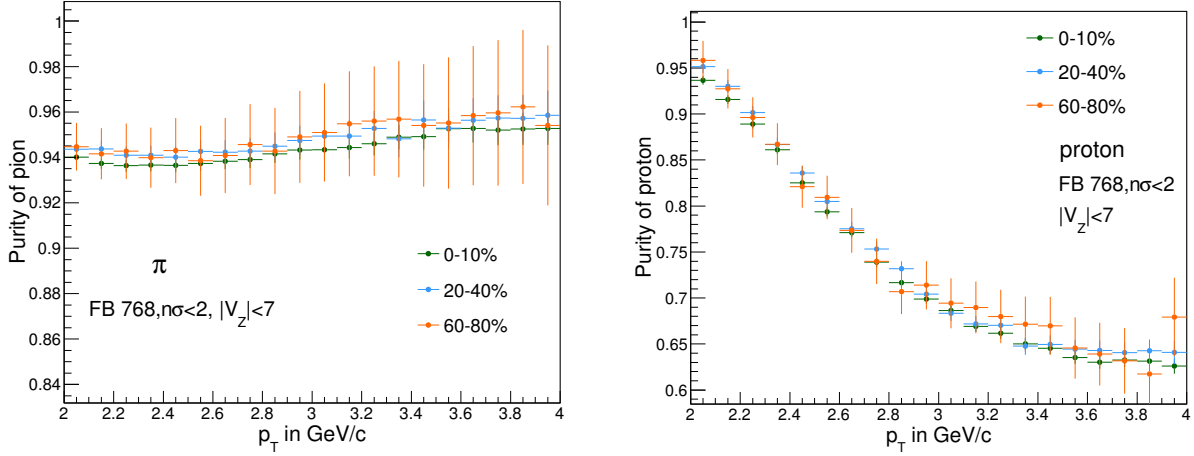 Purity of pion
1
0.98
0.96
0.94
0.92
0.9
0.88
0.86
0.84
π
FB 768,nσ<2, |V_Z|<7
0-10%
20-40%
60-80%
2 2.2 2.4 2.6 2.8 3 3.2 3.4 3.6 3.8 4
p_T in GeV/c
Purity of proton
1
0.95
0.9
0.85
0.8
0.75
0.7
0.65
0.6
0-10%
20-40%
60-80%
proton
FB 768,nσ<2
|V_Z|<7
2 2.2 2.4 2.6 2.8 3 3.2 3.4 3.6 3.8 4
p_T in GeV/c